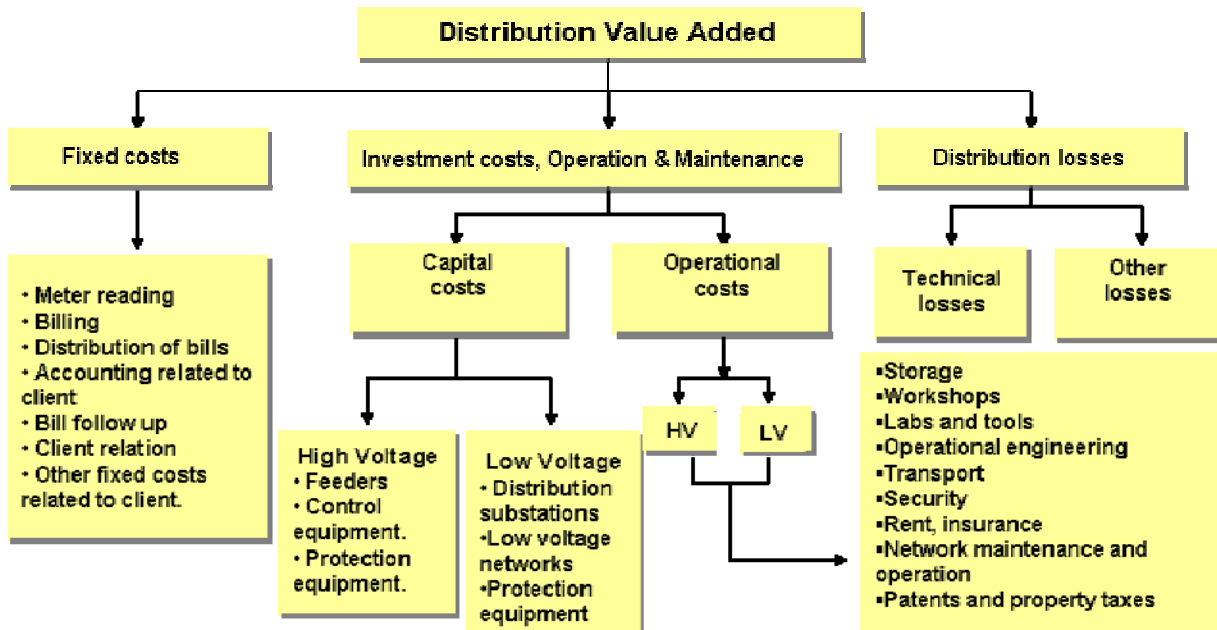 Distribution Value Added
Fixed costs
Investment costs, Operation & Maintenance
Distribution losses
• Meter reading
• Billing
• Distribution of bills
• Accounting related to
client
• Bill follow up
• Client relation
• Other fixed costs
related to client.
Capital
costs
Operational
costs
Technical
losses
Other
losses
High Voltage
• Feeders
• Control
equipment.
• Protection
equipment.
Low Voltage
• Distribution
substations
•Low voltage
networks
•Protection
equipment
HV
LV
▪Storage
▪Workshops
▪Labs and tools
▪Operational engineering
▪Transport
▪Security
▪Rent, insurance
▪Network maintenance and
operation
▪Patents and property taxes